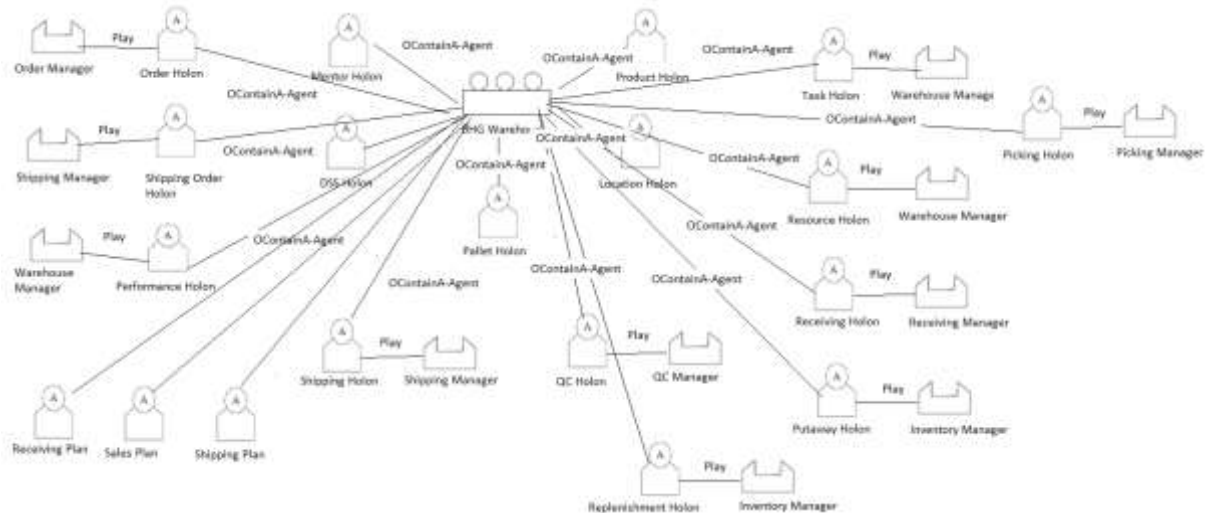 A
A
A
A
Play
OContainA-Agent
OContainA-Agent
OContainA-Agent
Play
Order Manager
Order Holon
Mentor Holon
Product Holon
Task Holon
Warehouse Manage
OContainA-Agent
A
OContainA-Agent
A
Play
Play
BHG
OContainA-Agent
A
OContainA-Agent
A
OContainA-Agent
Picking Holon
Picking Manager
OContainA-Agent
A
Play
Shipping Manager
Shipping Order
Holon
DSS Holon
Location Holon
A
Resource Holon
Warehouse Manager
A
Play
OContainA-Agent
OContainA-Agent
Pallet Holon
Warehouse
Manager
Performance Holon
OContainA-Agent
OContainA-Agent
OContainA-Agent
A
Play
Receiving Holon
Receiving Manager
A
Play
A
Play
Shipping Holon
Shipping Manager
QC Holon
QC Manager
A
Play
A
A
A
Putaway Holon
Inventory Manager
Receiving Plan
Sales Plan
Shipping Plan
A
Play
Replenishment Holon
Inventory Manager